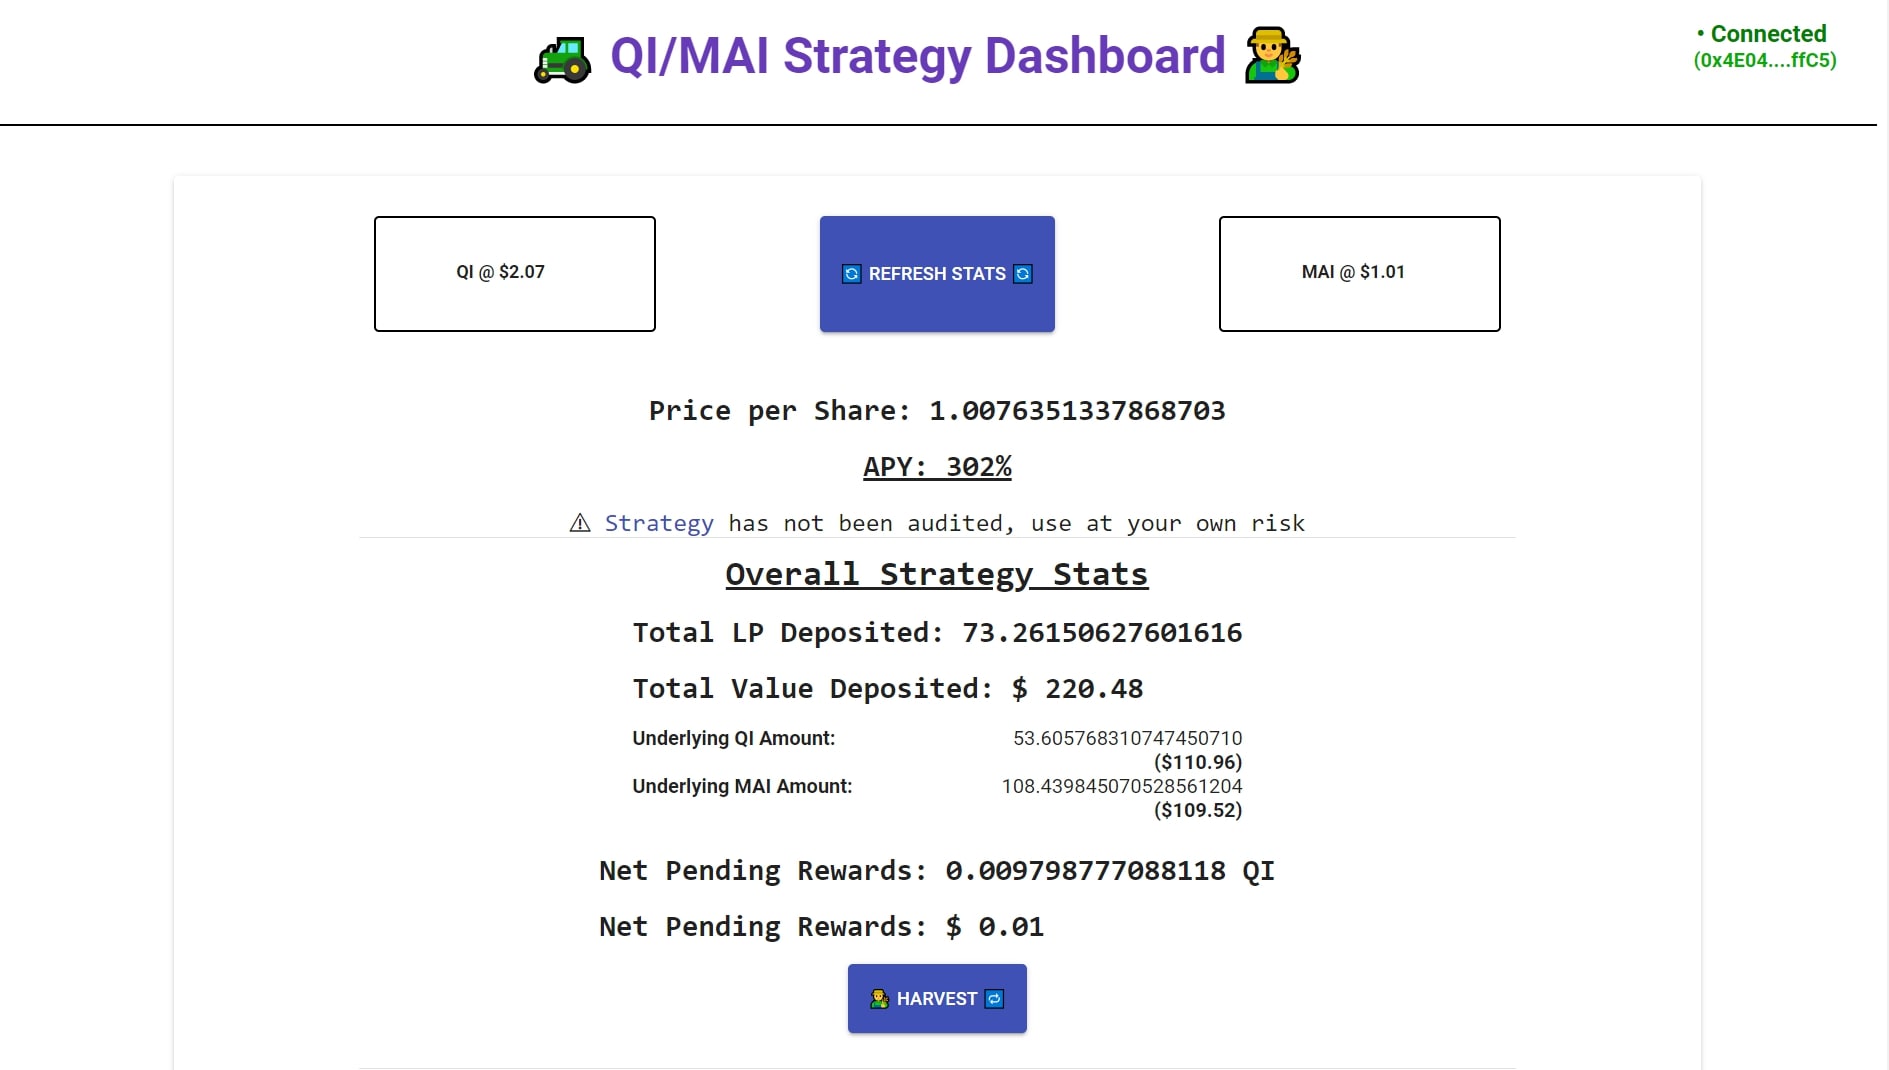 QI/MAI Strategy Dashboard
• Connected
(0x4E04....ffC5)
QI @ $2.07
REFRESH STATS
MAI @ $1.01
Price per Share: 1.0076351337868703
APY: 302%
⚠ Strategy has not been audited, use at your own risk
Overall Strategy Stats
Total LP Deposited: 73.26150627601616
Total Value Deposited: $ 220.48
Underlying QI Amount: 53.605768310747450710
($110.96)
Underlying MAI Amount: 108.439845070528561204
($109.52)
Net Pending Rewards: 0.009798777088118 QI
Net Pending Rewards: $ 0.01
HARVEST